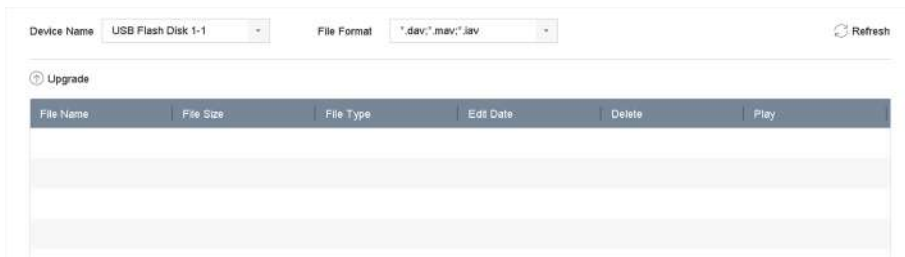 Device Name USB Flash Disk 1-1 File Format *.dav;*.mav;*.iav Refresh
Upgrade
File Name File Size File Type Edit Date Delete Play